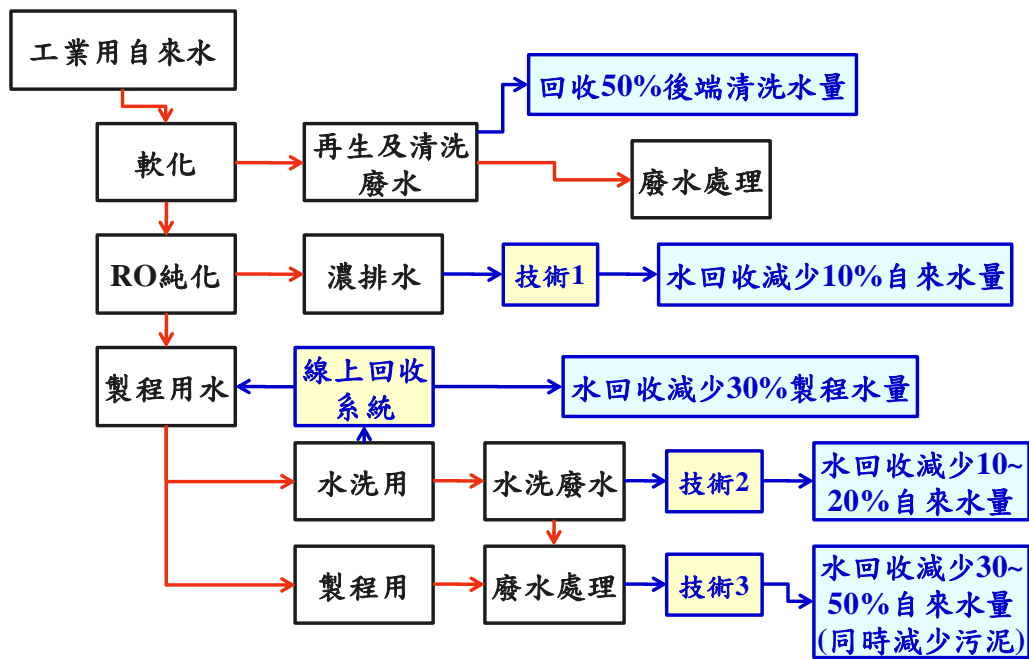 工業用自來水
回收50%後端清洗水量
軟化
再生及清洗
廢水
廢水處理
RO純化
濃排水
技術1
水回收減少10%自來水量
製程用水
線上回收
系統
水回收減少30%製程水量
水洗用
水洗廢水
技術2
水回收減少10~
20%自來水量
製程用
廢水處理
技術3
水回收減少30~
50%自來水量
(同時減少污泥)